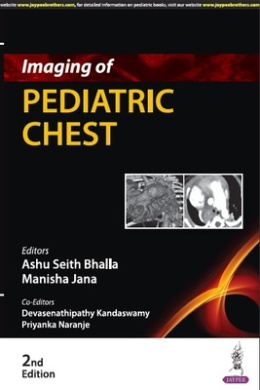 website www.jaypeebrothers.com, for detailed information on pediatric books, visit our website www.jaypeebrothers.com
Imaging of
PEDIATRIC
CHEST
Editors
Ashu Seith Bhalla
Manisha Jana
Co-Editors
Devasenathipathy Kandaswamy
Priyanka Naranje
2nd
Edition
JAYPEE